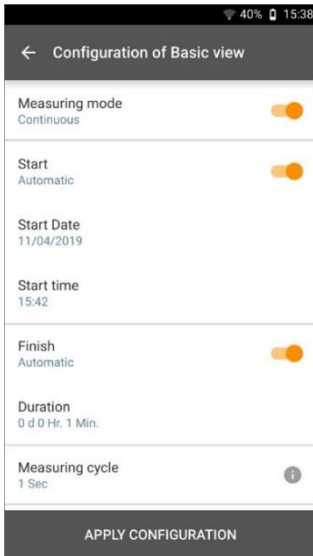 40% 15:38
Configuration of Basic view
Measuring mode
Continuous
Start
Automatic
Start Date
11/04/2019
Start time
15:42
Finish
Automatic
Duration
0 d 0 Hr. 1 Min.
Measuring cycle
1 Sec
APPLY CONFIGURATION